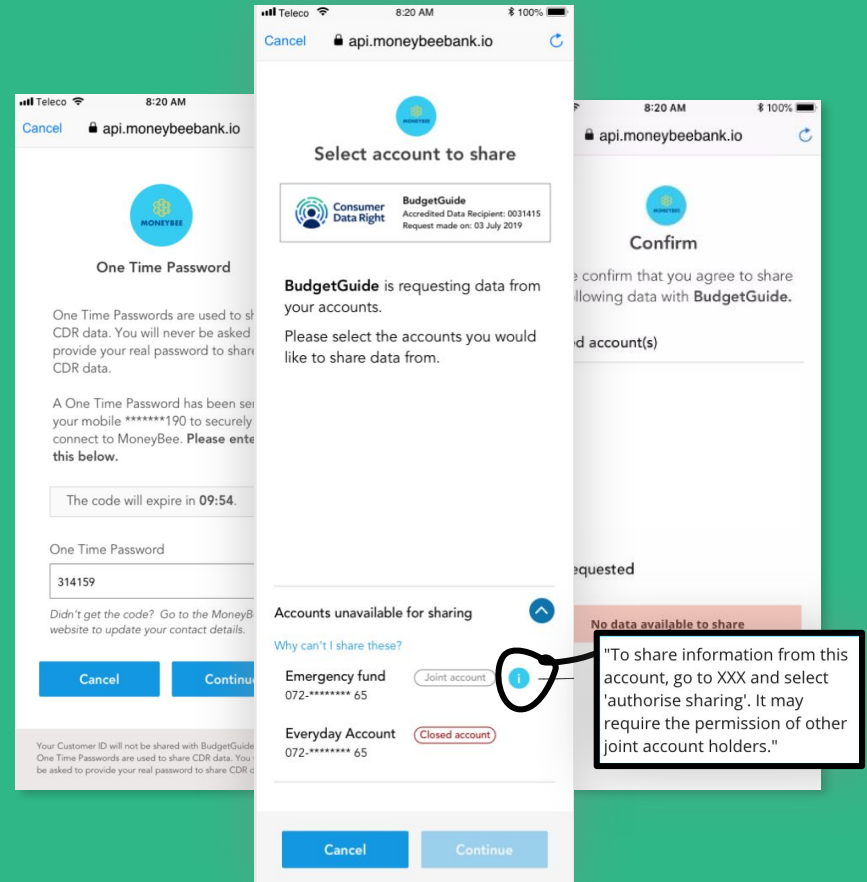 Teleco 8:20 AM
Cancel api.moneybeebank.io
MONEYBEE
One Time Password
One Time Passwords are used to
CDR data. You will never be asked
provide your real password to share
CDR data.
A One Time Password has been
your mobile *******190 to securely
connect to MoneyBee. Please
this below.
The code will expire in 09:54.
One Time Password
314159
Didn't get the code? Go to the
website to update your contact details.
Cancel
Your Customer ID will not be shared with BudgetGuide
One Time Passwords are used to share CDR data. You
be asked to provide your real password to share CDR
Teleco 8:20 AM 100%
Cancel api.moneybeebank.io
MONEYBEE
Select account to share
Consumer
Data Right
BudgetGuide
Accredited Data Recipient: 0031415
Request made on: 03 July 2019
BudgetGuide is requesting data from
your accounts.
Please select the accounts you would
like to share data from.
Accounts unavailable for sharing
Why can't I share these?
Emergency fund Joint account i
072-******** 65
Everyday Account Closed account
072-******** 65
Cancel Continue
8:20 AM 100%
api.moneybeebank.io
MONEYBEE
Confirm
confirm that you agree to share
data with BudgetGuide.
account(s)
No data available to share
"To share information from this
account, go to XXX and select
'authorise sharing'. It may
require the permission of other
joint account holders."